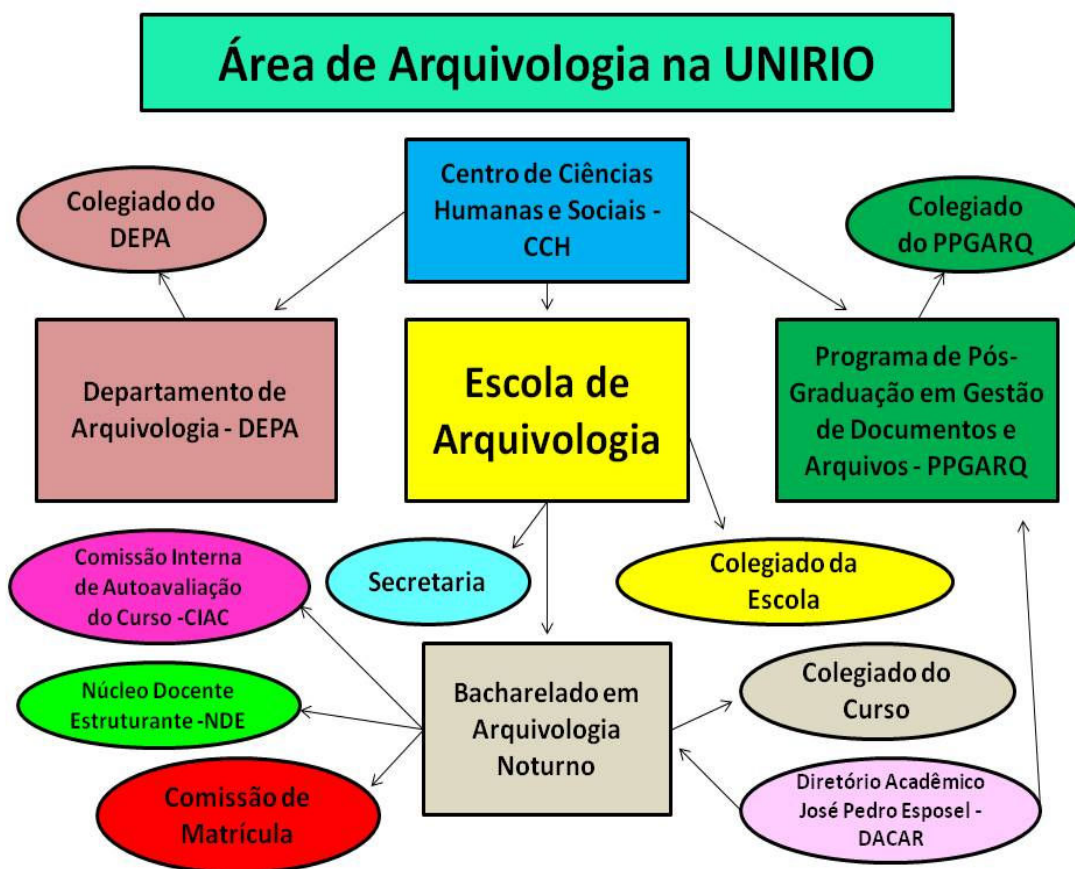 Área de Arquivologia na UNIRIO
Centro de Ciências
Humanas e Sociais -
CCH
Colegiado do
DEPA
Colegiado
do PPGARQ
Departamento de
Arquivologia - DEPA
Escola de
Arquivologia
Programa de Pós-
Graduação em Gestão
de Documentos e
Arquivos - PPGARQ
Comissão Interna
de Autoavaliação
do Curso -CIAC
Secretaria
Colegiado da
Escola
Núcleo Docente
Estruturante -NDE
Bacharelado em
Arquivologia
Noturno
Colegiado do
Curso
Comissão de
Matrícula
Diretório Acadêmico
José Pedro Esposel -
DACAR